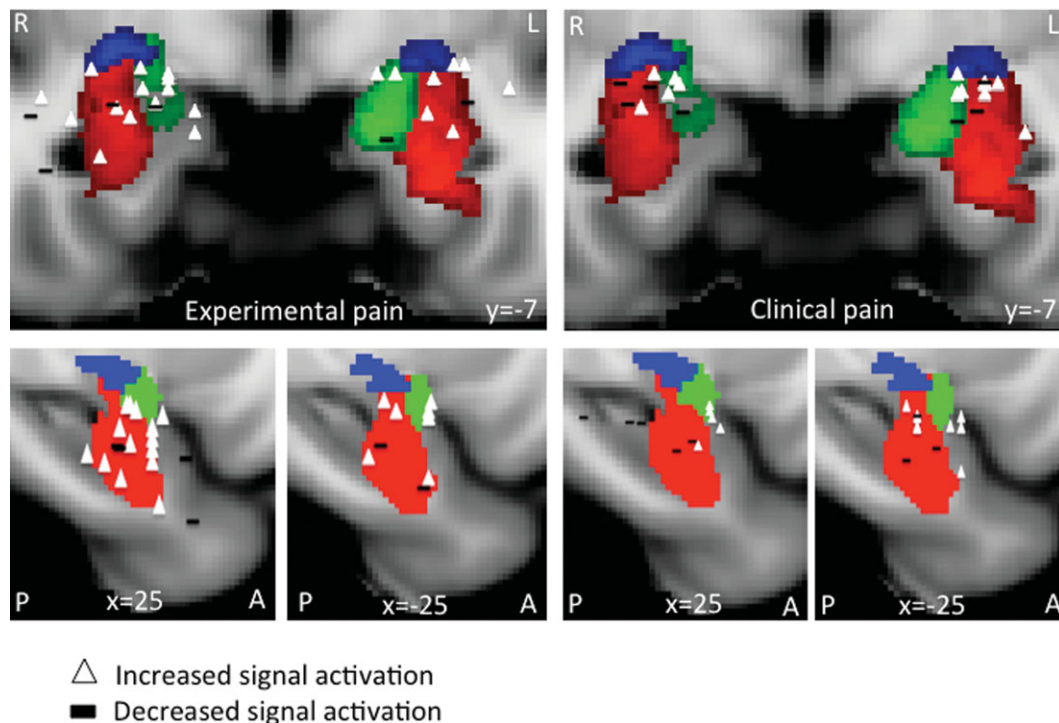 R L
Experimental pain y=-7
R L
Clinical pain y=-7
P x=25 A
P x=-25 A
P x=25 A
P x=-25 A
Increased signal activation
Decreased signal activation